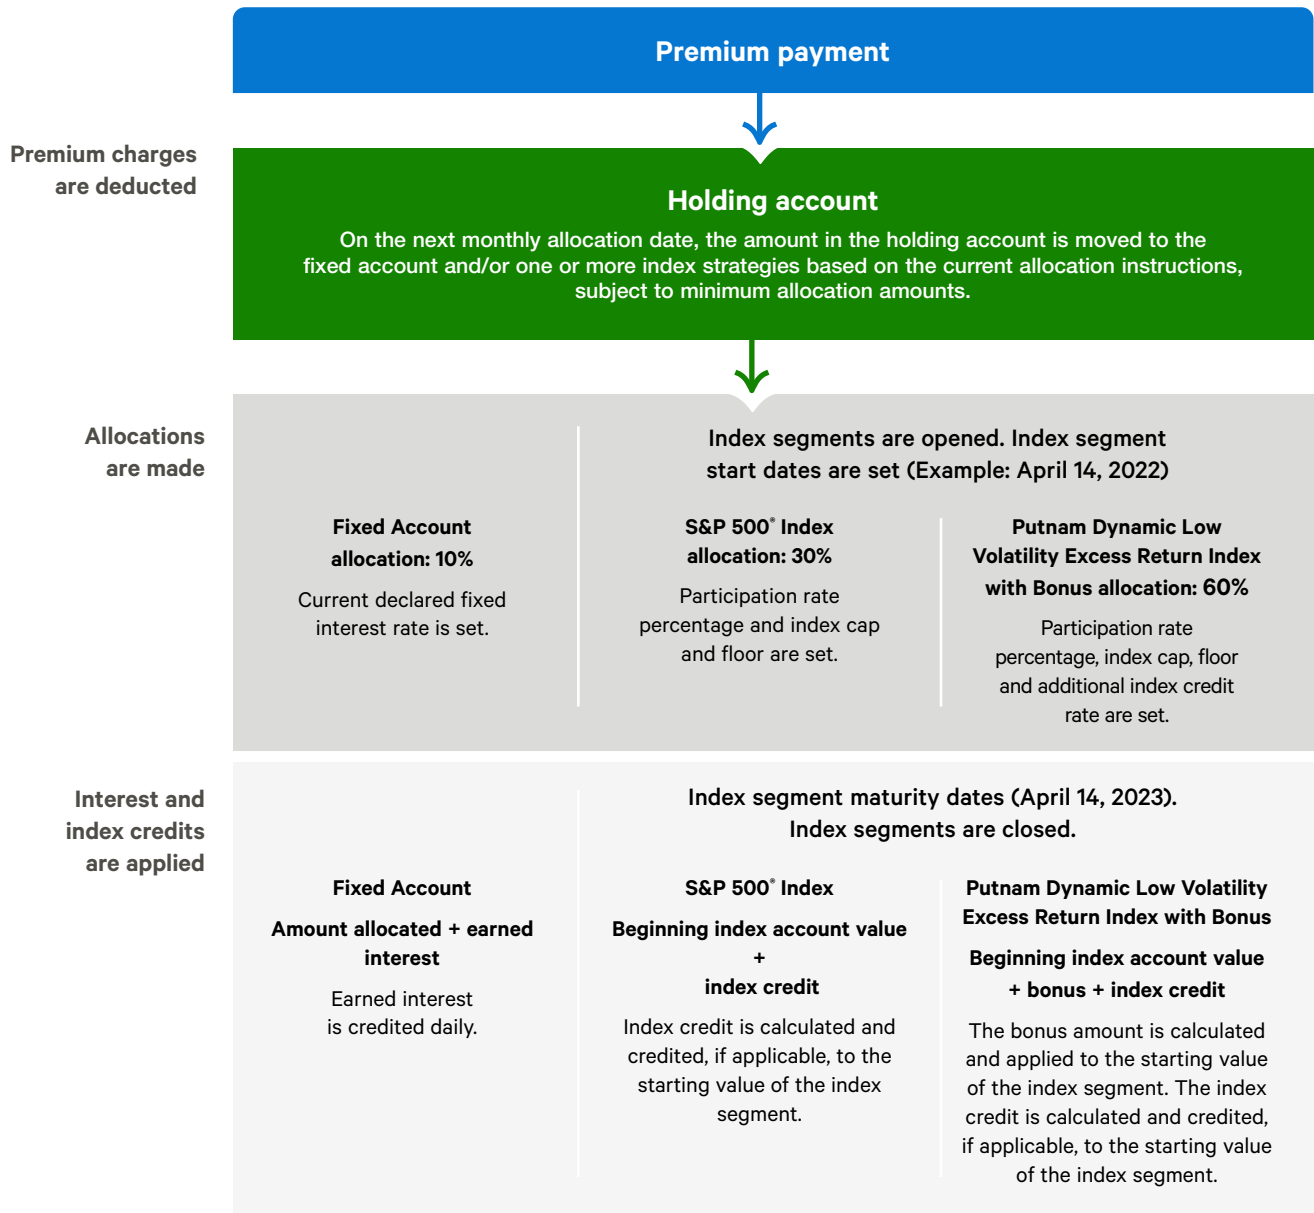 Premium payment
Premium charges
are deducted
Holding account
On the next monthly allocation date, the amount in the holding account is moved to the
fixed account and/or one or more index strategies based on the current allocation instructions,
subject to minimum allocation amounts.
Allocations
are made
Index segments are opened. Index segment
start dates are set (Example: April 14, 2022)
Fixed Account
allocation: 10%
Current declared fixed
interest rate is set.
S&P 500® Index
allocation: 30%
Participation rate
percentage and index cap
and floor are set.
Putnam Dynamic Low
Volatility Excess Return Index
with Bonus allocation: 60%
Participation rate
percentage, index cap, floor
and additional index credit
rate are set.
Interest and
index credits
are applied
Index segment maturity dates (April 14, 2023).
Index segments are closed.
Fixed Account
Amount allocated + earned
interest
Earned interest
is credited daily.
S&P 500® Index
Beginning index account value
+
index credit
Index credit is calculated and
credited, if applicable, to the
starting value of the index
segment.
Putnam Dynamic Low Volatility
Excess Return Index with Bonus
Beginning index account value
+ bonus + index credit
The bonus amount is calculated
and applied to the starting value
of the index segment. The index
credit is calculated and credited,
if applicable, to the starting value
of the index segment.